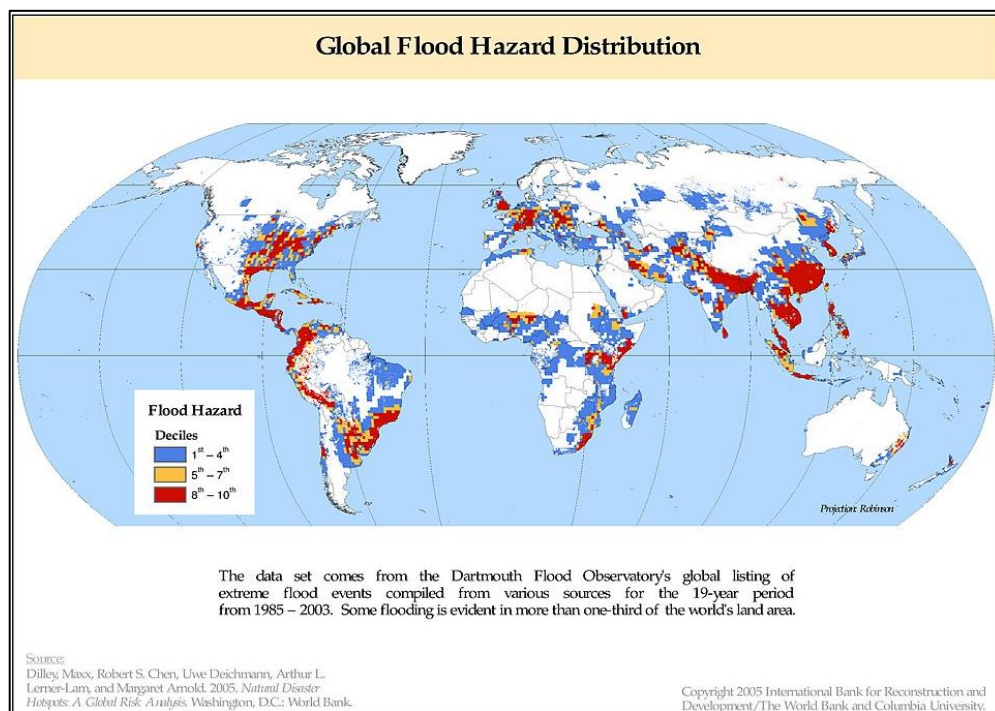 Global Flood Hazard Distribution
Flood Hazard
Deciles
1st – 4th
5th – 7th
8th – 10th
Projection: Robinson
The data set comes from the Dartmouth Flood Observatory's global listing of
extreme flood events compiled from various sources for the 19-year period
from 1985 – 2003. Some flooding is evident in more than one-third of the world's land area.
Source:
Dilley, Maxx, Robert S. Chen, Uwe Deichmann, Arthur L.
Lerner-Lam, and Margaret Arnold. 2005. Natural Disaster
Hotspots: A Global Risk Analysis. Washington, D.C.: World Bank.
Copyright 2005 International Bank for Reconstruction and
Development/The World Bank and Columbia University.